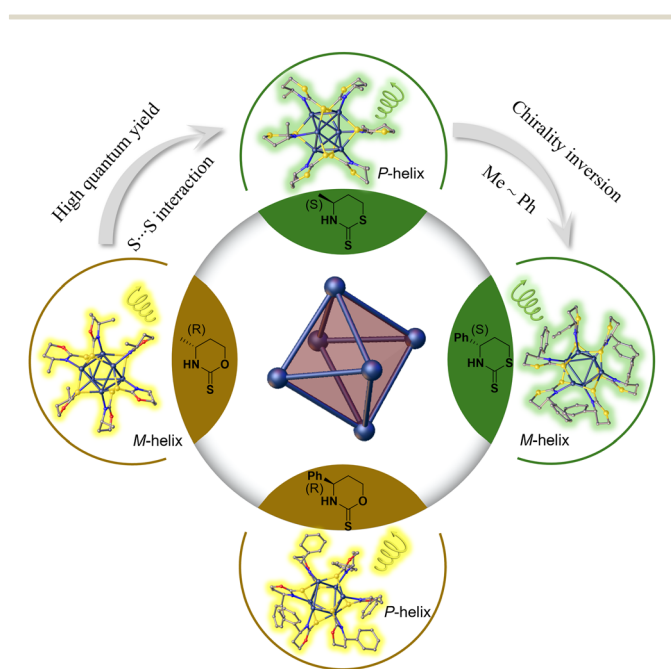 High quantum yield
S···S interaction
P-helix
Chirality inversion
Me ~ Ph
(S)
HN
S
S
(R)
HN
O
S
M-helix
Ph
(S)
HN
S
S
M-helix
Ph
(R)
HN
O
S
P-helix